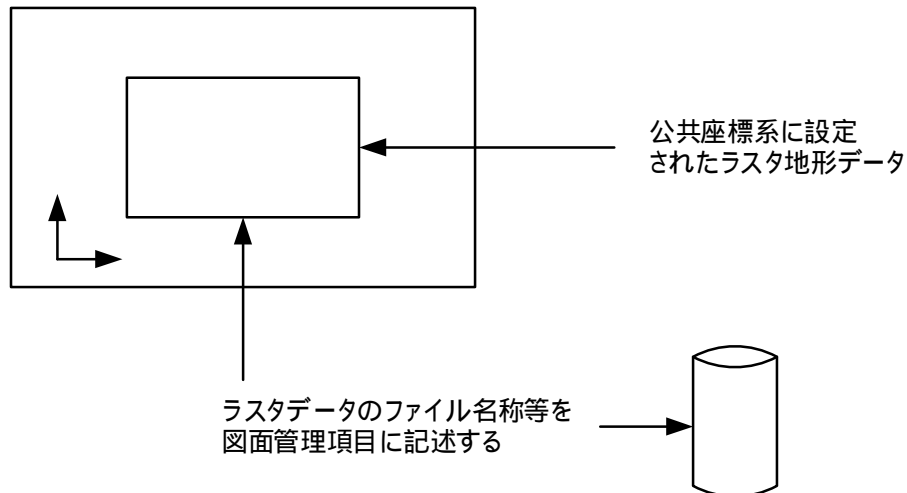 公共座標系に設定
されたラスタ地形データ
ラスタデータのファイル名称等を
図面管理項目に記述する